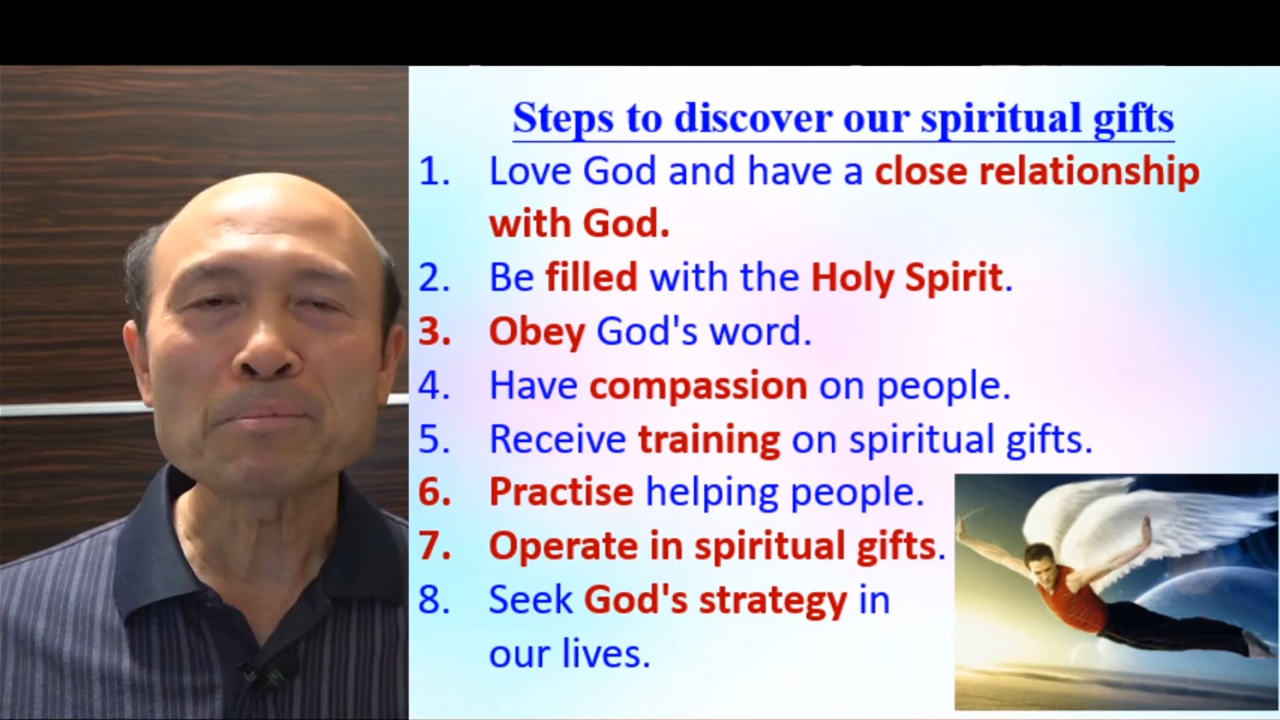 Steps to discover our spiritual gifts
1. Love God and have a close relationship
with God.
2. Be filled with the Holy Spirit.
3. Obey God's word.
4. Have compassion on people.
5. Receive training on spiritual gifts.
6. Practise helping people.
7. Operate in spiritual gifts.
8. Seek God's strategy in
our lives.